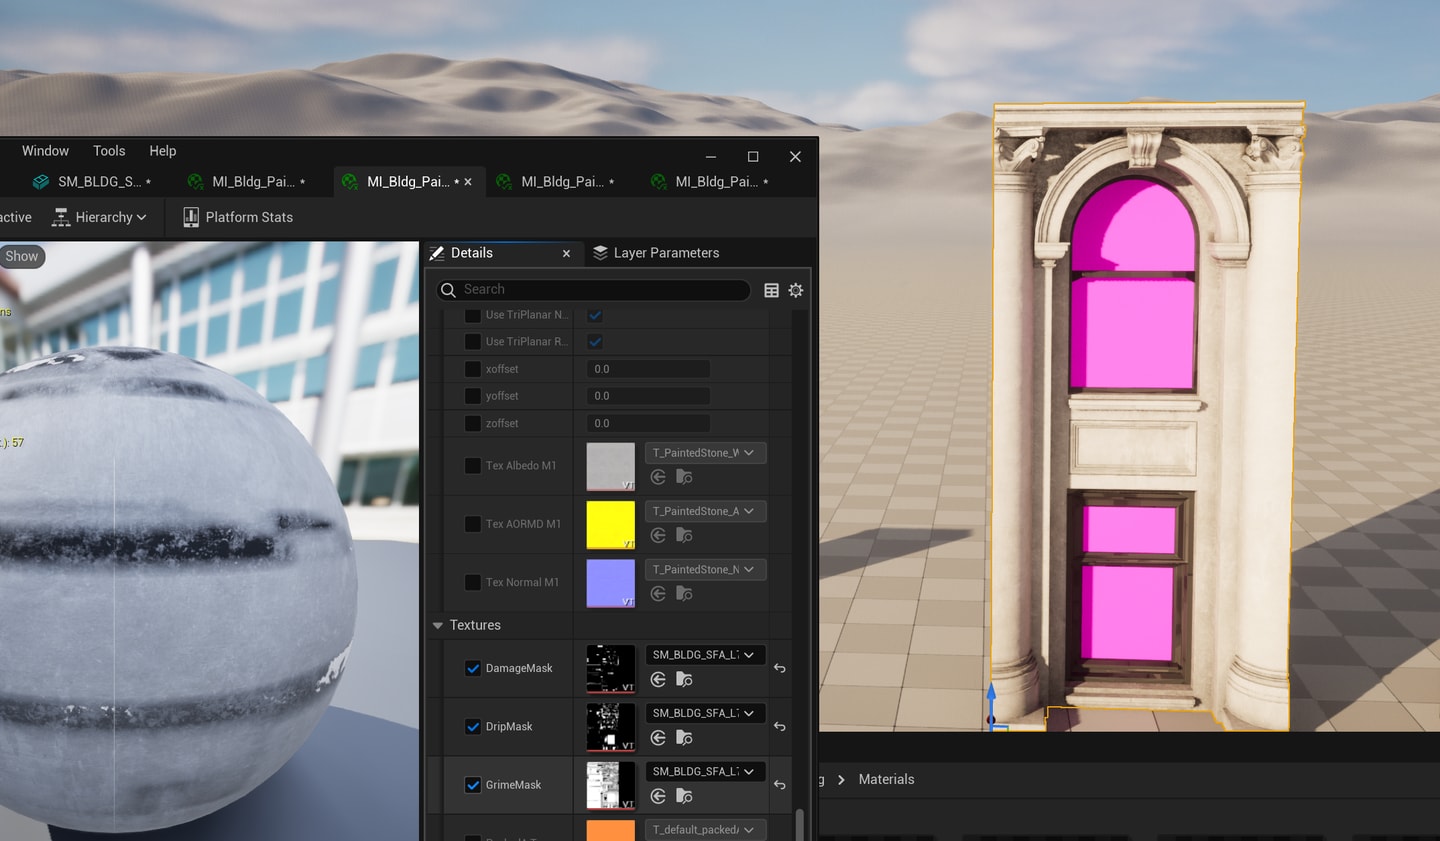 Window Tools Help
SM_BLDG_S... * MI_Bldg_Pai... * MI_Bldg_Pai... * MI_Bldg_Pai... * MI_Bldg_Pai... *
active Hierarchy Platform Stats
Show
Details Layer Parameters
Search
ns
Use TriPlanar N...
Use TriPlanar R...
xoffset 0.0
yoffset 0.0
zoffset 0.0
.): 57
Tex Albedo M1 VT T_PaintedStone_W
Tex AORMD M1 VT T_PaintedStone_A
Tex Normal M1 VT T_PaintedStone_N
Textures
DamageMask VT SM_BLDG_SFA_L
DripMask VT SM_BLDG_SFA_L
GrimeMask VT SM_BLDG_SFA_L
T_default_packed
g > Materials